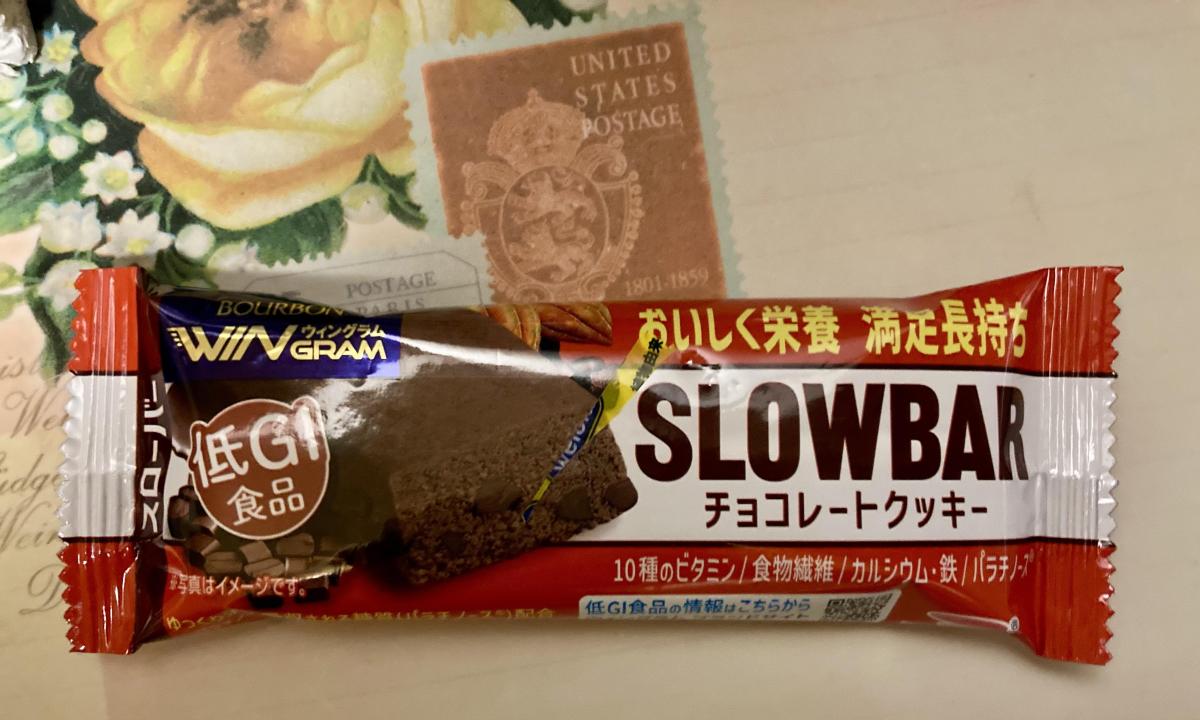 UNITED
STATES
POSTAGE
1801-1859
POSTAGE
PARIS
BOURBON
WIN GRAM
ウィングラム
低GI
食品
スローバー
おいしく栄養 満足長持ち
SLOWBAR
チョコレートクッキー
10種のビタミン/食物繊維/カルシウム・鉄/パラチノース®
※写真はイメージです。
配合
低GI食品の情報はこちらから